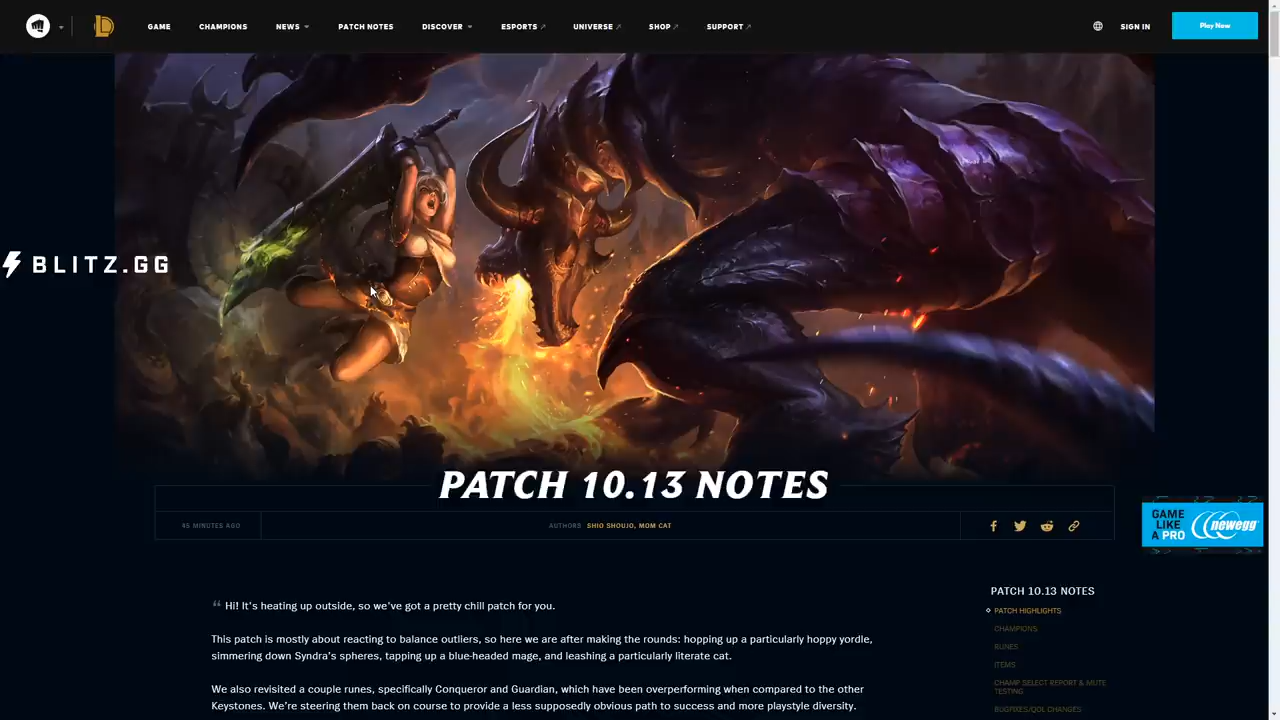 GAME CHAMPIONS NEWS PATCH NOTES DISCOVER ESPORTS UNIVERSE SHOP SUPPORT SIGN IN Play Now
BLITZ.GG
PATCH 10.13 NOTES
45 MINUTES AGO
AUTHORS SHIO SHOUJO, MOM CAT
GAME
LIKE
A PRO
newegg
“ Hi! It's heating up outside, so we've got a pretty chill patch for you.
This patch is mostly about reacting to balance outliers, so here we are after making the rounds: hopping up a particularly hoppy yordle,
simmering down Syndra's spheres, tapping up a blue-headed mage, and leashing a particularly literate cat.
We also revisited a couple runes, specifically Conqueror and Guardian, which have been overperforming when compared to the other
Keystones. We're steering them back on course to provide a less supportively obvious path to success and more playstyle diversity.
PATCH 10.13 NOTES
PATCH HIGHLIGHTS
CHAMPIONS
RUNES
ITEMS
CHAMP SELECT REPORT & MUTE
TESTING
BUGFIXES/QOL CHANGES